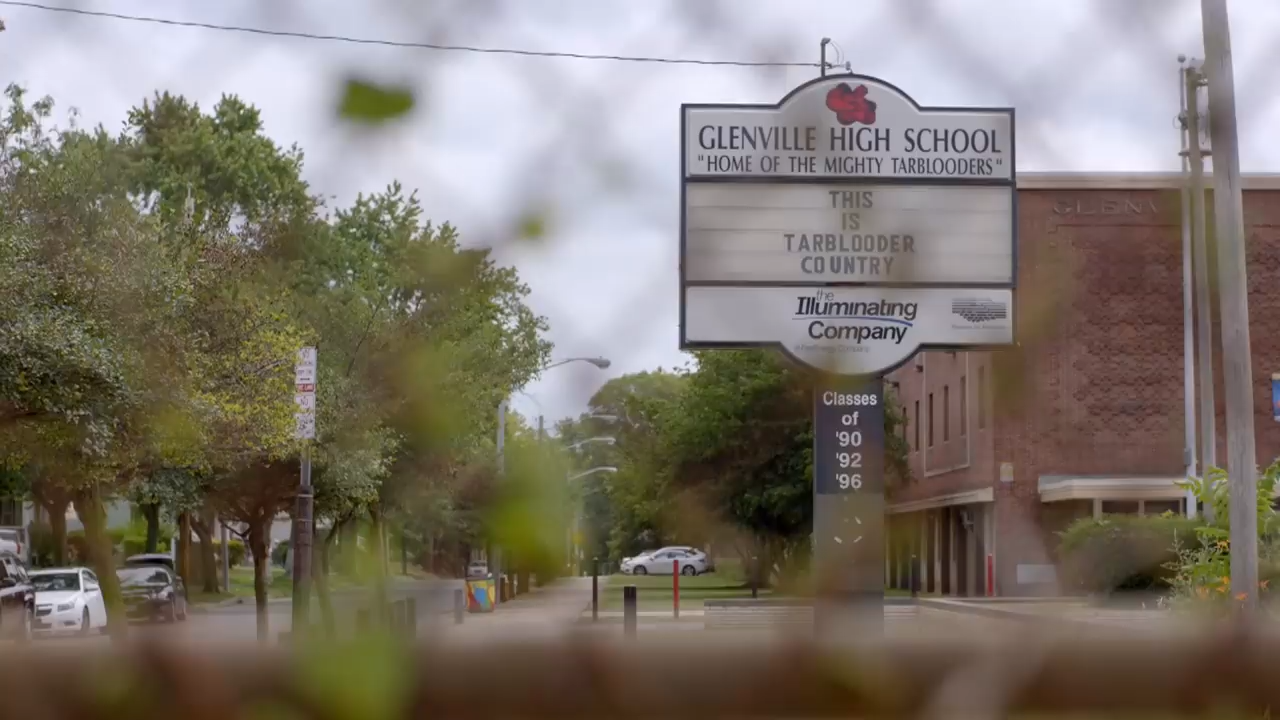 GLENVILLE HIGH SCHOOL
"HOME OF THE MIGHTY TARBLOODERS"
THIS
IS
TARBLOODER
COUNTRY
the
Illuminating
Company
Classes
of
'90
'92
'96
GLENV